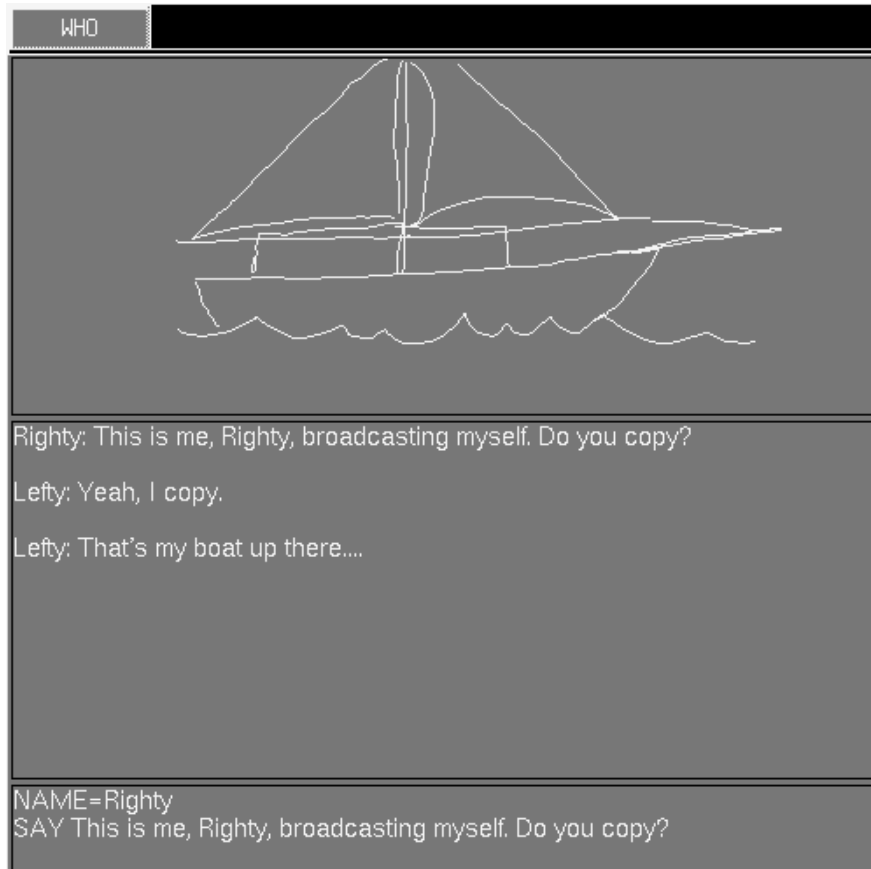 WHO
Righty: This is me, Righty, broadcasting myself. Do you copy?
Lefty: Yeah, I copy.
Lefty: That's my boat up there....
NAME=Righty
SAY This is me, Righty, broadcasting myself. Do you copy?